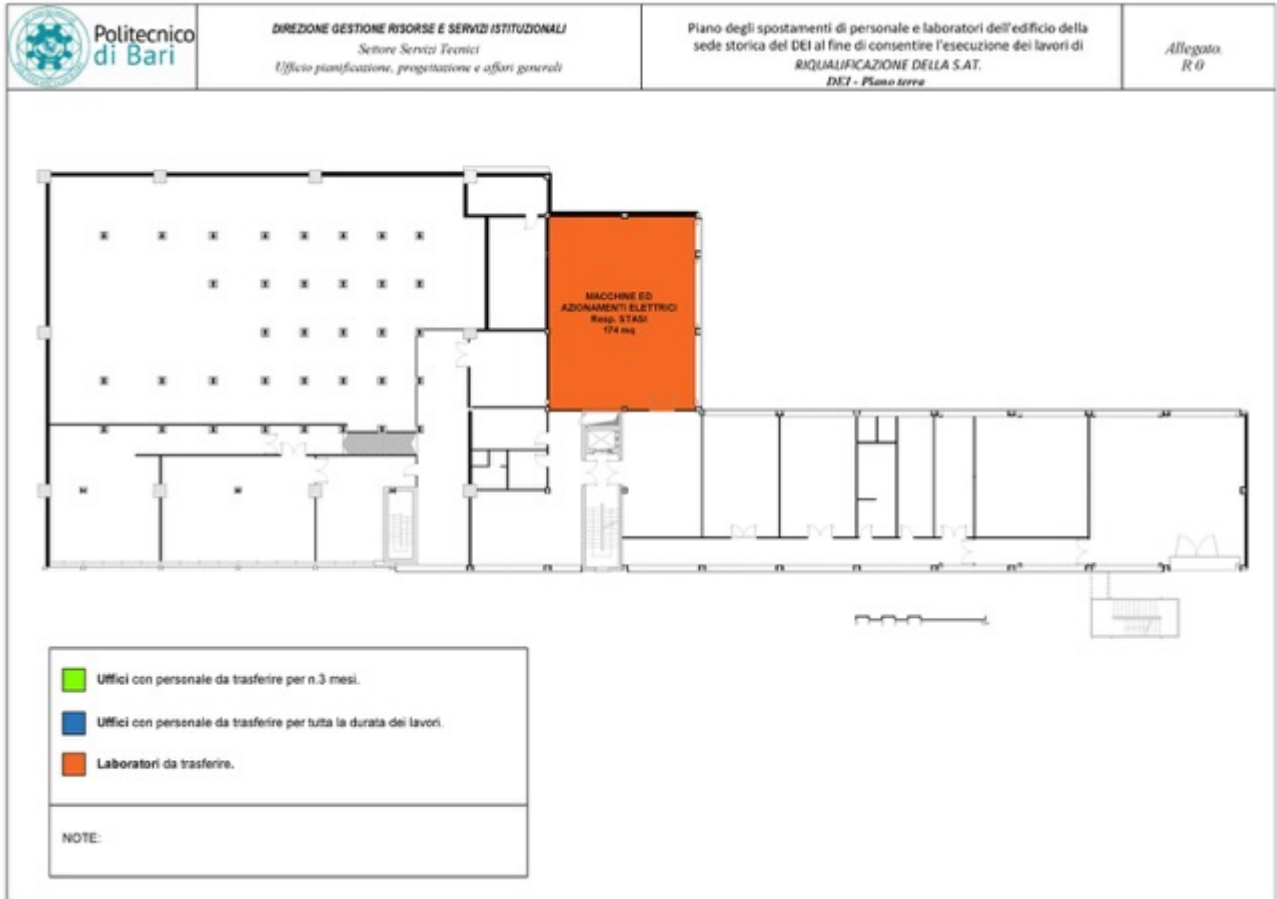 Politecnico
di Bari
DIREZIONE GESTIONE RISORSE E SERVIZI ISTITUZIONALI
Settore Servizi Tecnici
Ufficio pianificazione, progettazione e affari generali
Piano degli spostamenti di personale e laboratori dell'edificio della
sede storica del DEI al fine di consentire l'esecuzione dei lavori di
RIQUALIFICAZIONE DELLA S.AT.
DEI - Piano terra
Allegato.
R 0
MACCHINE ED
AZIONAMENTI ELETTRICI
Resp. STASI
174 mq
Uffici con personale da trasferire per n.3 mesi.
Uffici con personale da trasferire per tutta la durata dei lavori.
Laboratori da trasferire.
NOTE: